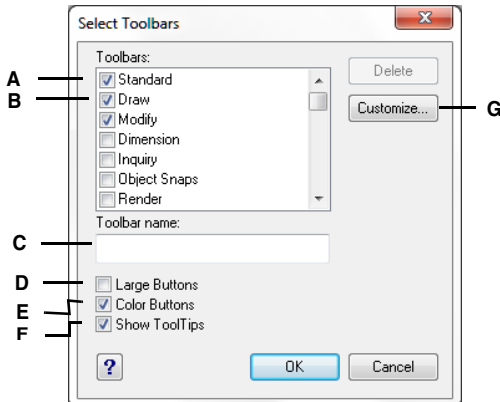 Select Toolbars
Toolbars:
A
Standard
Delete
B
Draw
Customize...
G
Modify
Dimension
Inquiry
Object Snaps
Render
Toolbar name:
C
D
Large Buttons
E
Color Buttons
F
Show ToolTips
?
OK
Cancel